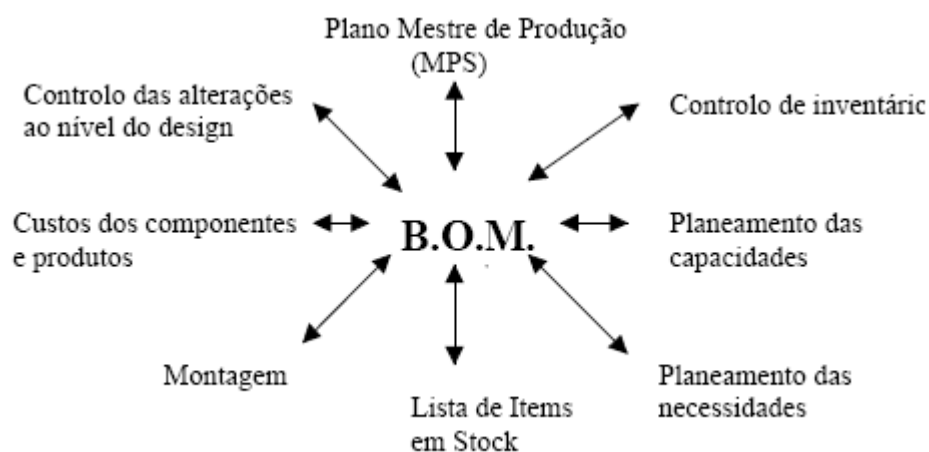 Plano Mestre de Produção
(MPS)
Controlo das alterações
ao nível do design
Controlo de inventáric
Custos dos componentes
e produtos
B.O.M.
Planeamento das
capacidades
Montagem
Lista de Items
em Stock
Planeamento das
necessidades